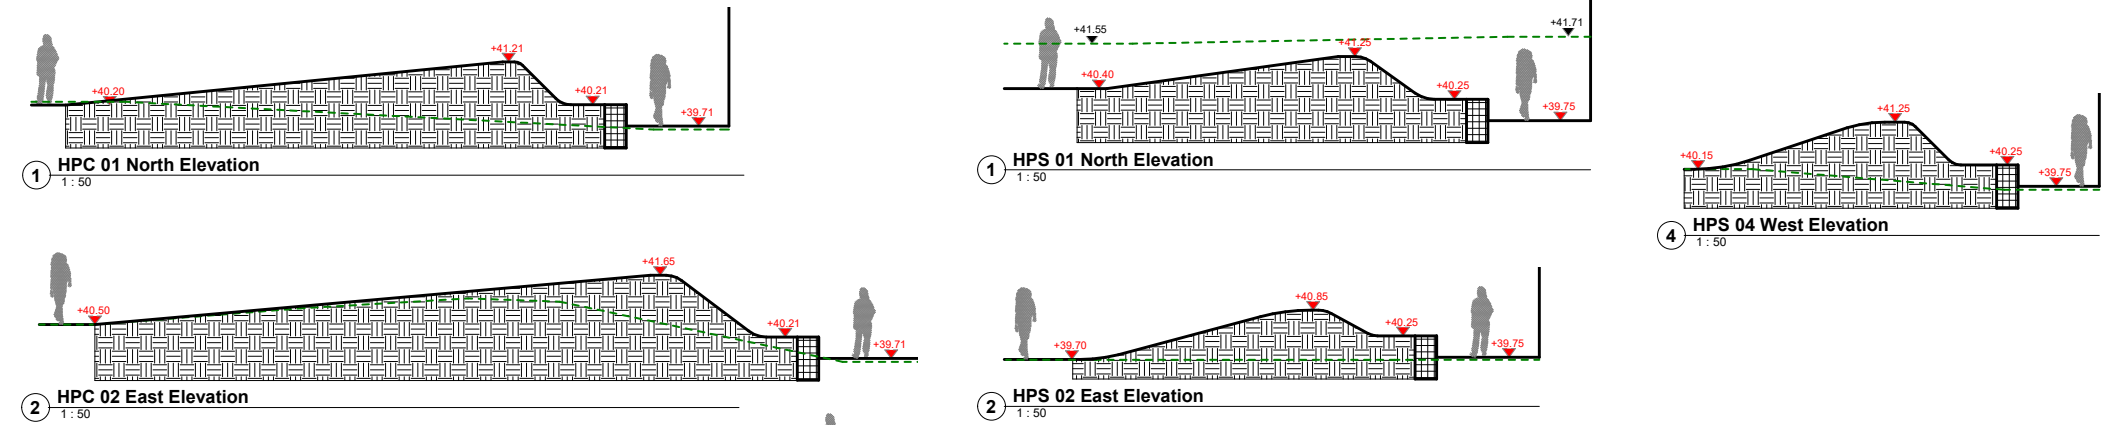 +41.21
+40.20
+40.21
+39.71
1
HPC 01 North Elevation
1 : 50
+41.55
+41.71
+41.25
+40.40
+40.25
+39.75
1
HPS 01 North Elevation
1 : 50
+41.25
+40.15
+40.25
+39.75
4
HPS 04 West Elevation
1 : 50
+41.65
+40.50
+40.21
+39.71
2
HPC 02 East Elevation
1 : 50
+40.85
+39.70
+40.25
+39.75
2
HPS 02 East Elevation
1 : 50